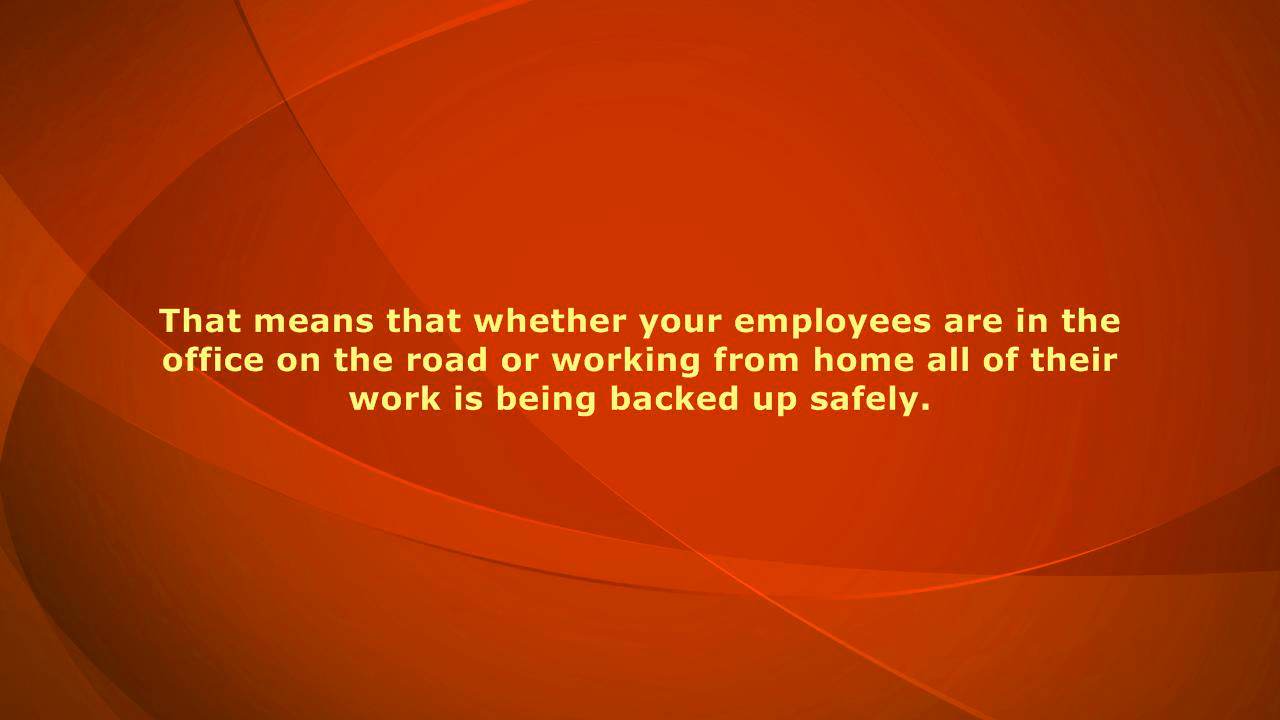 That means that whether your employees are in the
office on the road or working from home all of their
work is being backed up safely.